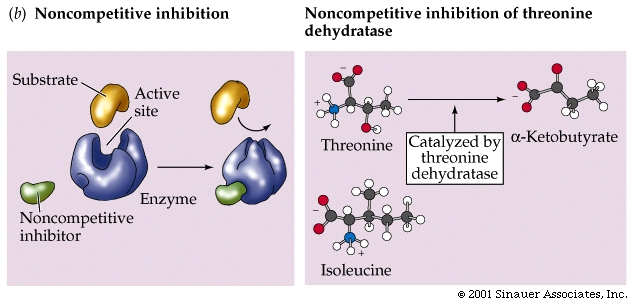 (b) Noncompetitive inhibition
Noncompetitive inhibition of threonine
dehydratase
Substrate
Active
site
Enzyme
Noncompetitive
inhibitor
−
+
Threonine
Catalyzed by
threonine
dehydratase
−
α-Ketobutyrate
−
+
Isoleucine
© 2001 Sinauer Associates, Inc.